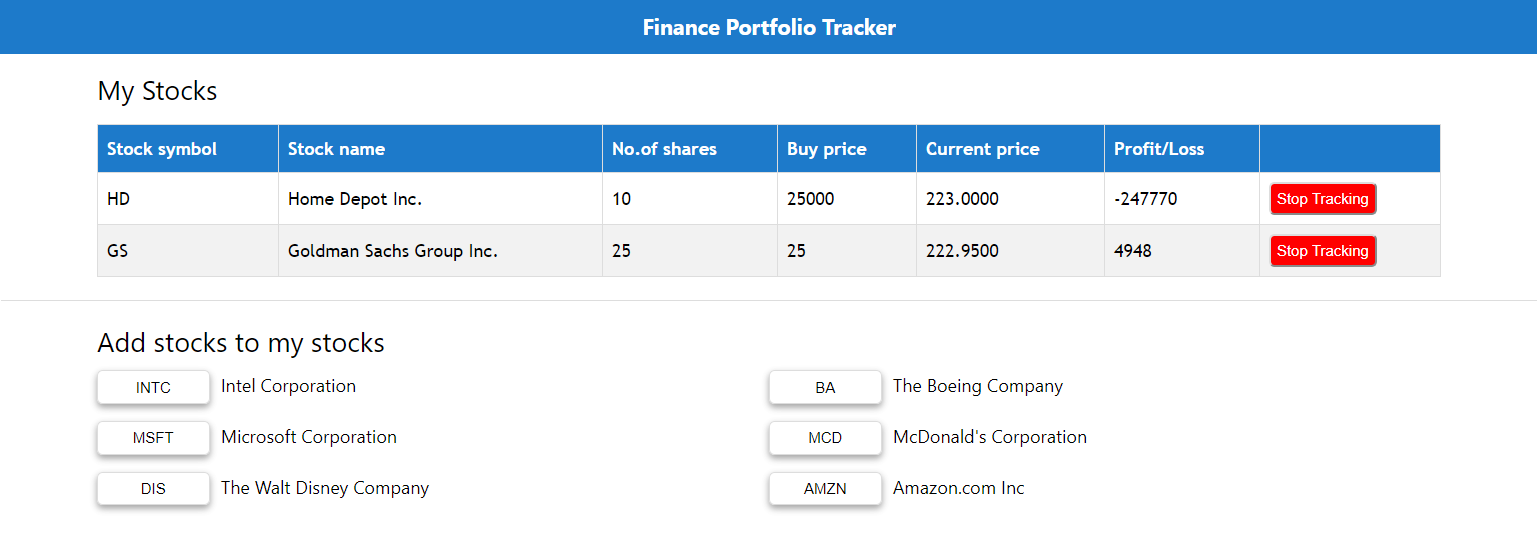 Finance Portfolio Tracker
My Stocks
Stock symbol Stock name No.of shares Buy price Current price Profit/Loss
HD Home Depot Inc. 10 25000 223.0000 -247770 Stop Tracking
GS Goldman Sachs Group Inc. 25 25 222.9500 4948 Stop Tracking
Add stocks to my stocks
INTC Intel Corporation BA The Boeing Company
MSFT Microsoft Corporation MCD McDonald's Corporation
DIS The Walt Disney Company AMZN Amazon.com Inc